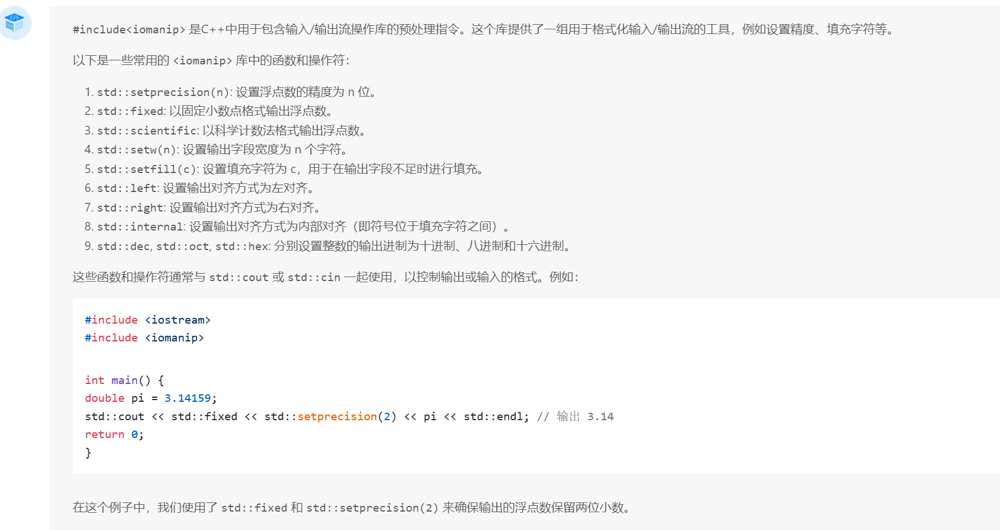 #include<iomanip> 是C++中用于包含输入/输出流操作库的预处理指令。这个库提供了一组用于格式化输入/输出流的工具，例如设置精度、填充字符等。
以下是一些常用的 <iomanip> 库中的函数和操作符：
1. std::setprecision(n): 设置浮点数的精度为 n 位。
2. std::fixed: 以固定小数点格式输出浮点数。
3. std::scientific: 以科学计数法格式输出浮点数。
4. std::setw(n): 设置输出字段宽度为 n 个字符。
5. std::setfill(c): 设置填充字符为 c，用于在输出字段不足时进行填充。
6. std::left: 设置输出对齐方式为左对齐。
7. std::right: 设置输出对齐方式为右对齐。
8. std::internal: 设置输出对齐方式为内部对齐（即符号位于填充字符之间）。
9. std::dec, std::oct, std::hex: 分别设置整数的输出进制为十进制、八进制和十六进制。
这些函数和操作符通常与 std::cout 或 std::cin 一起使用，以控制输出或输入的格式。例如：
#include <iostream>
#include <iomanip>
int main() {
double pi = 3.14159;
std::cout << std::fixed << std::setprecision(2) << pi << std::endl; // 输出 3.14
return 0;
}
在这个例子中，我们使用了 std::fixed 和 std::setprecision(2) 来确保输出的浮点数保留两位小数。